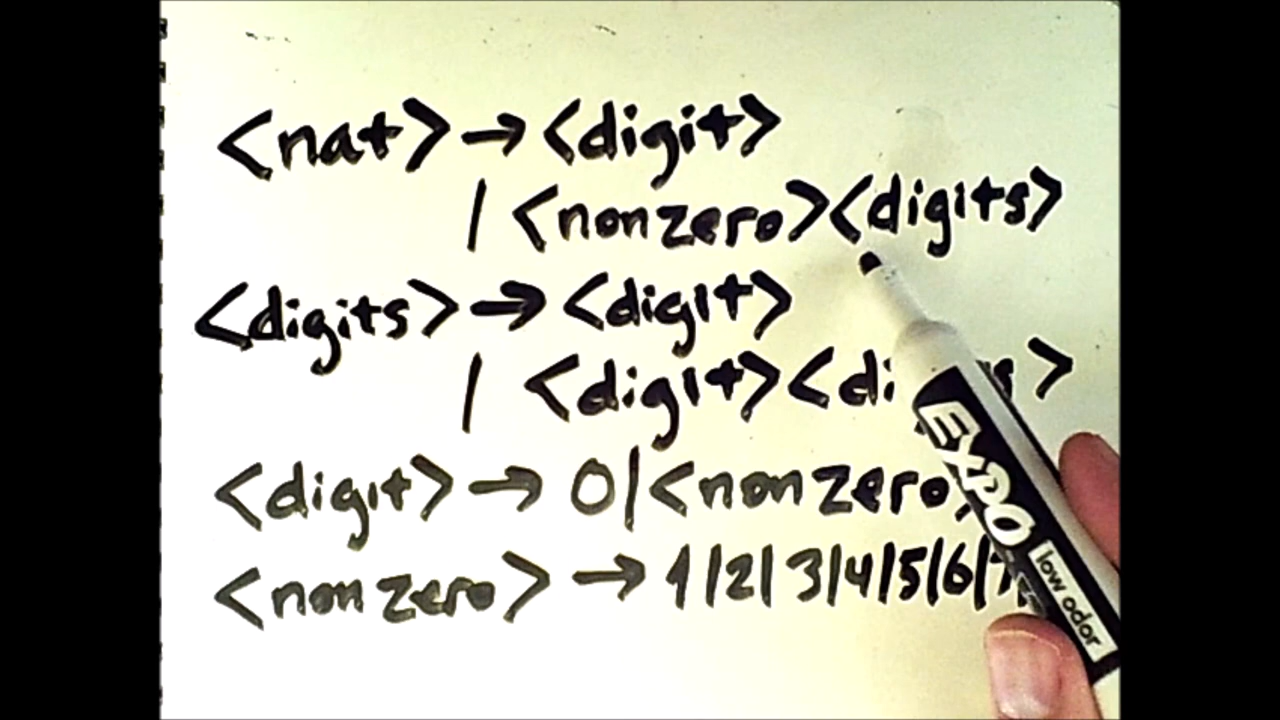 <nat> → <digit>
| <nonzero><digits>
<digits> → <digit>
| <digit><di s>
<digit> → 0|<nonzero
<nonzero> → 1|2|3|4|5|6|7
EXPO
low odor